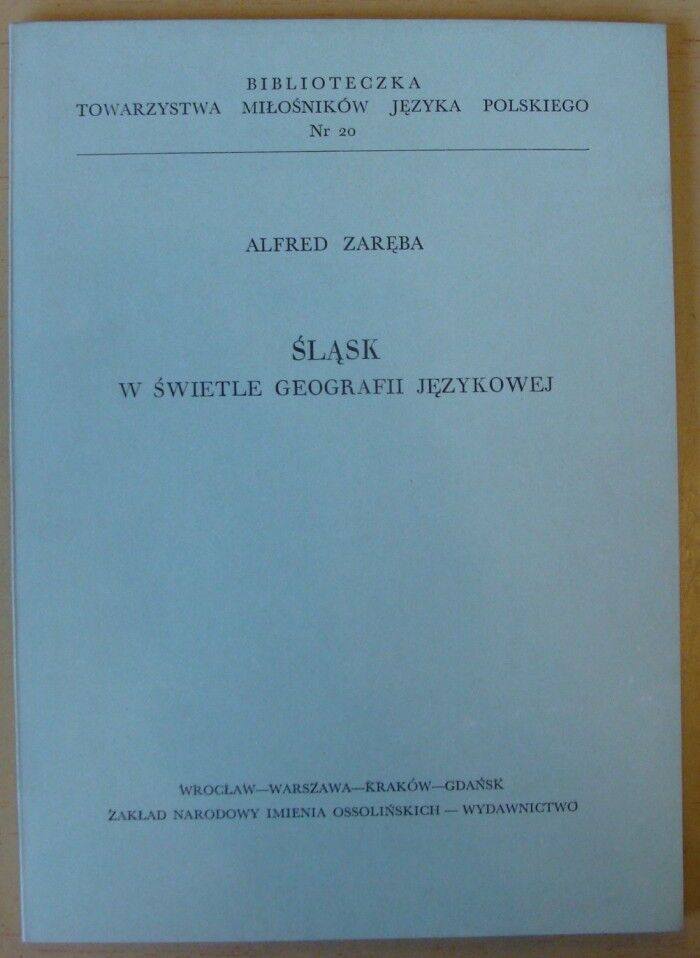 BIBLIOTECZKA
TOWARZYSTWA MIŁOŚNIKÓW JĘZYKA POLSKIEGO
Nr 20
ALFRED ZARĘBA
ŚLĄSK
W ŚWIETLE GEOGRAFII JĘZYKOWEJ
WROCŁAW—WARSZAWA—KRAKÓW—GDAŃSK
ZAKŁAD NARODOWY IMIENIA OSSOLIŃSKICH — WYDAWNICTWO